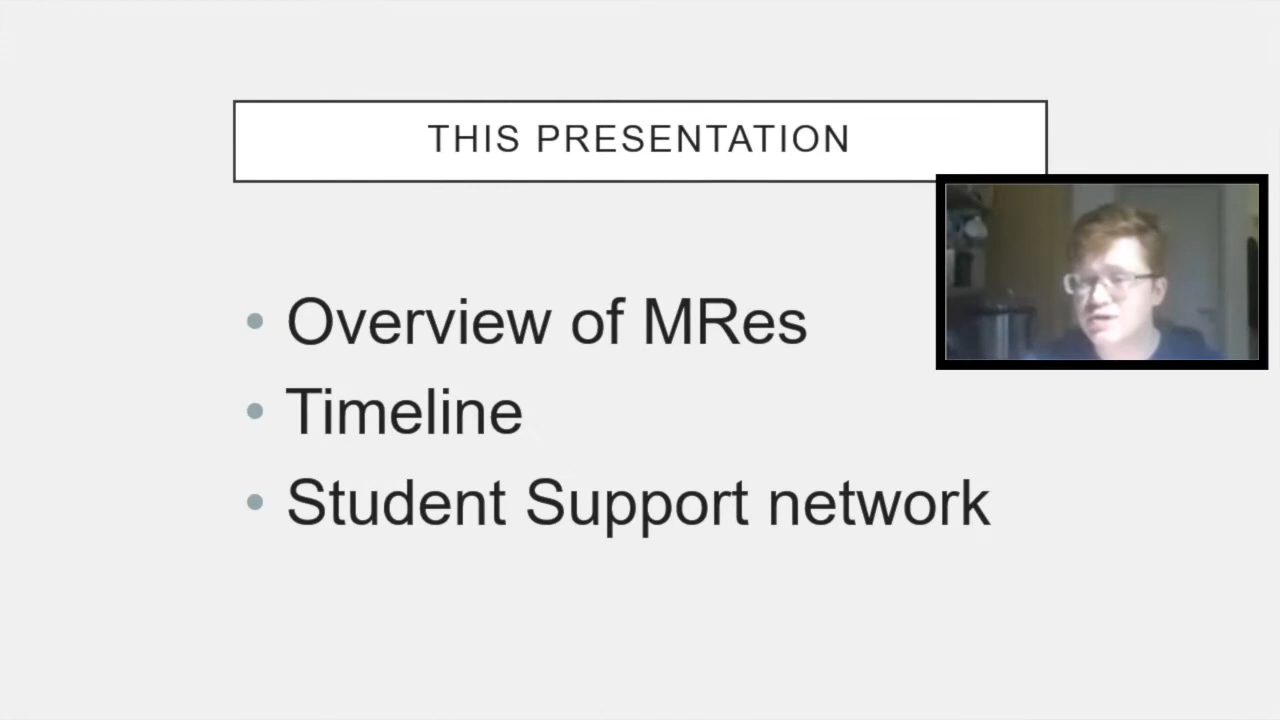 THIS PRESENTATION
• Overview of MRes
• Timeline
• Student Support network